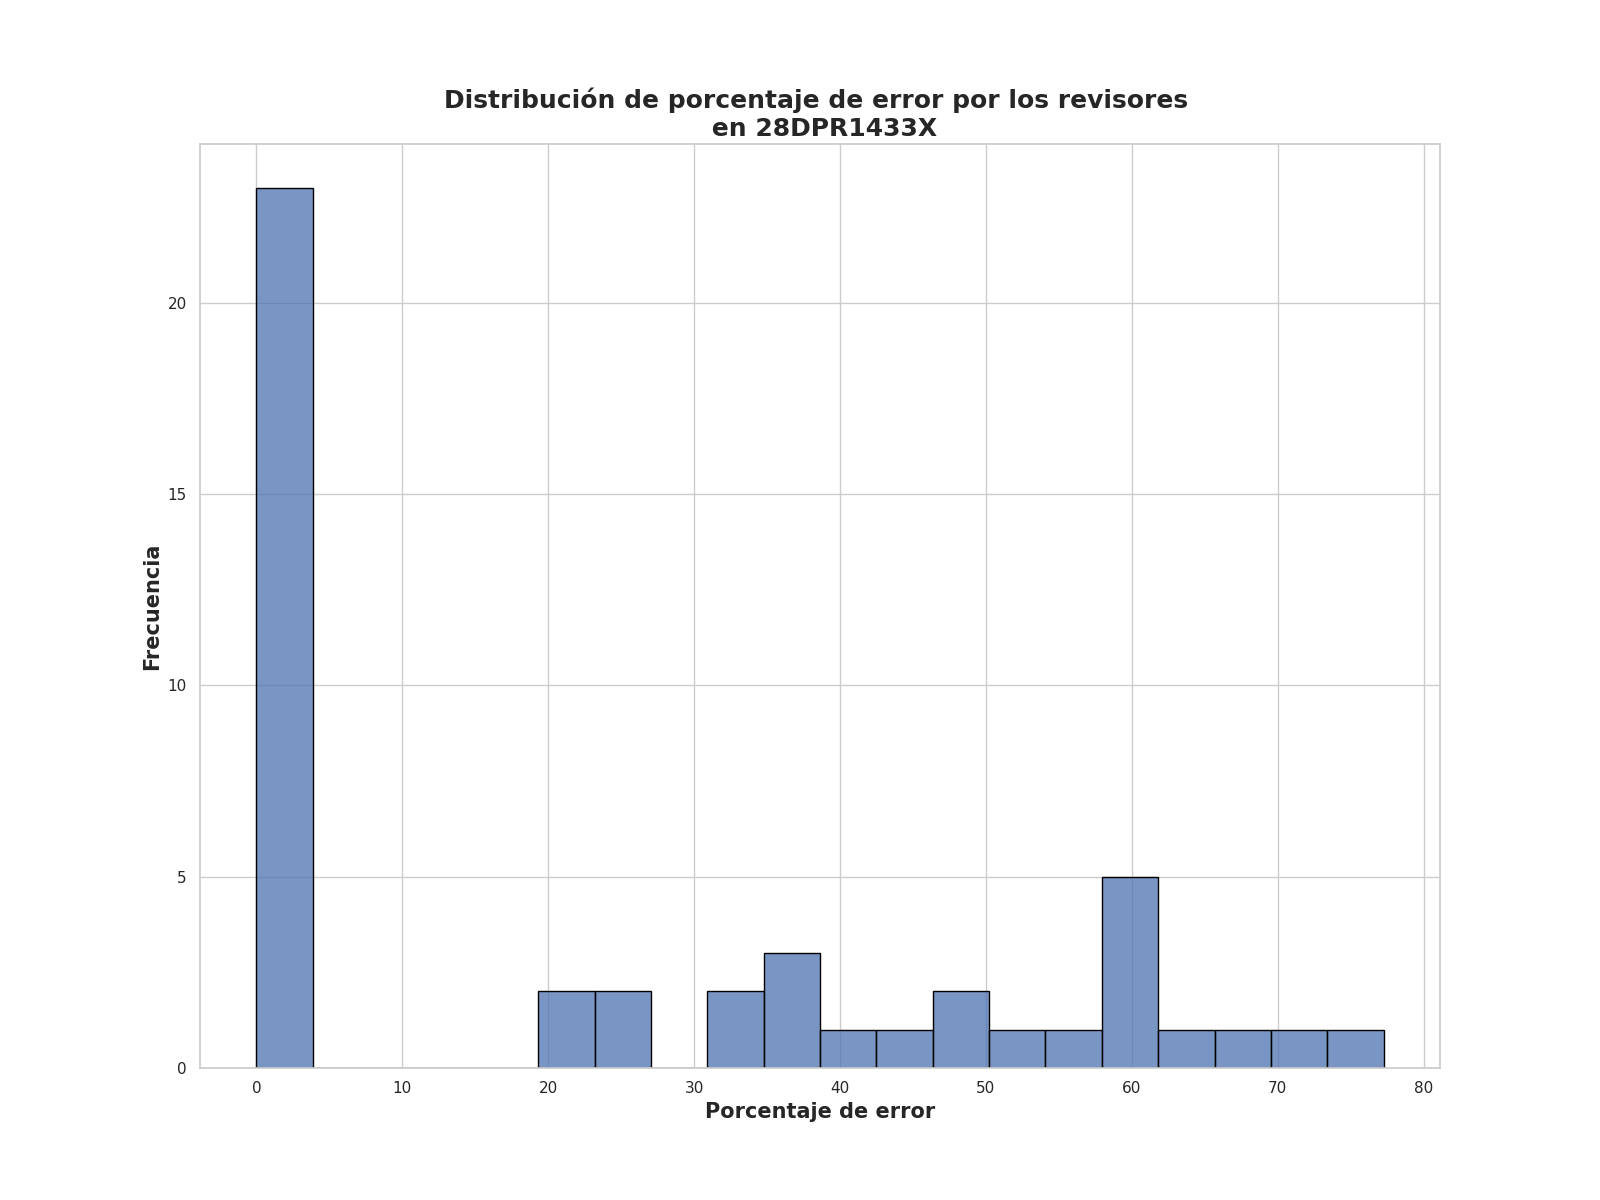 Distribución de porcentaje de error por los revisores
en 28DPR1433X
Frecuencia
20
15
10
5
0
0 10 20 30 40 50 60 70 80
Porcentaje de error